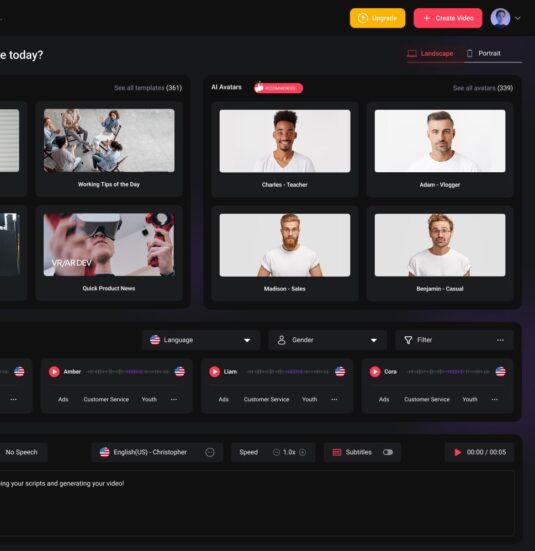 Upgrade
+ Create Video
e today?
Landscape
Portrait
See all templates (361)
AI Avatars
RECOMMENDED
See all avatars (339)
Working Tips of the Day
Charles - Teacher
Adam - Vlogger
VR/AR DEV
Quick Product News
Madison - Sales
Benjamin - Casual
Language
Gender
Filter
...
Amber
Liam
Cora
... Ads Customer Service Youth ...
Ads Customer Service Youth ...
Ads Customer Service Youth ...
No Speech
English(US) - Christopher
Speed
1.0x
Subtitles
00:00 / 00:05
ing your scripts and generating your video!